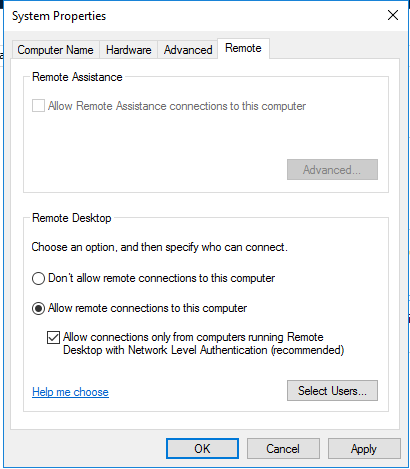 System Properties
Computer Name
Hardware
Advanced
Remote
Remote Assistance
Allow Remote Assistance connections to this computer
Advanced...
Remote Desktop
Choose an option, and then specify who can connect.
Don't allow remote connections to this computer
Allow remote connections to this computer
Allow connections only from computers running Remote
Desktop with Network Level Authentication (recommended)
Help me choose
Select Users...
OK
Cancel
Apply